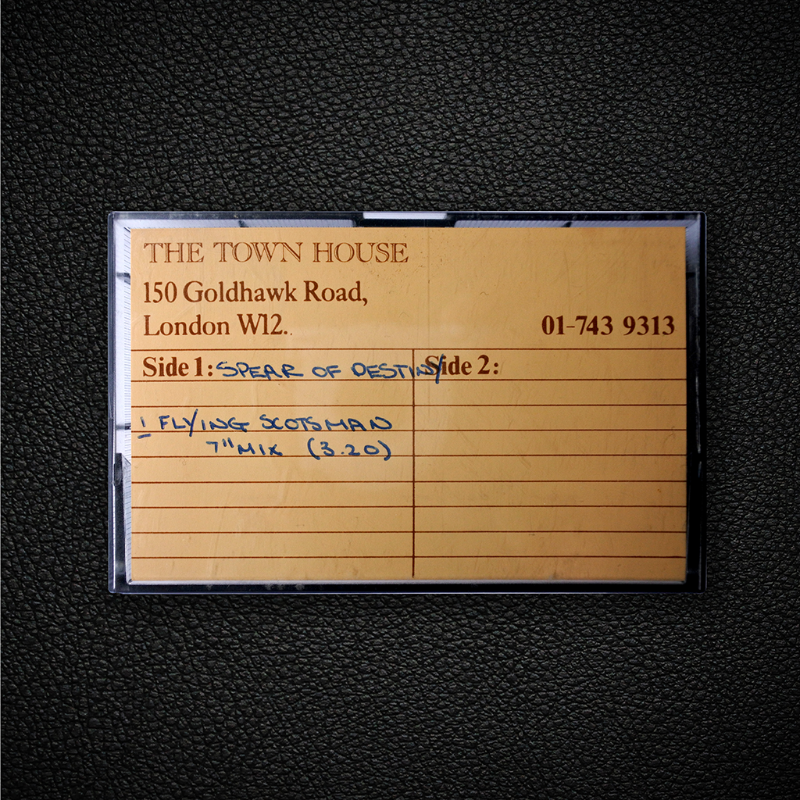 THE TOWN HOUSE
150 Goldhawk Road,
London W12.
01-743 9313
Side 1: SPEAR OF DESTINY
Side 2:
1 FLYING SCOTSMAN
7" MIX (3.20)